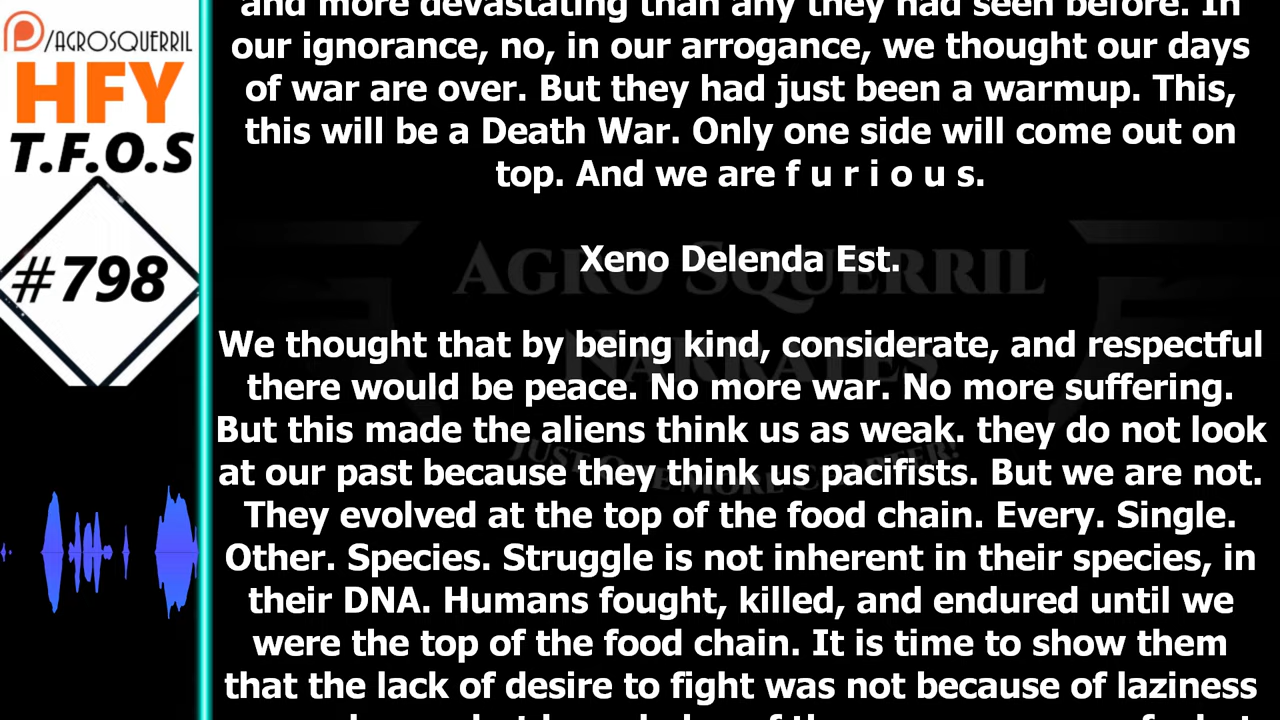 /AGROSQUERRIL
HFY
T.F.O.S
#798
and more devastating than any they had seen before. In
our ignorance, no, in our arrogance, we thought our days
of war are over. But they had just been a warmup. This,
this will be a Death War. Only one side will come out on
top. And we are f u r i o u s.
Xeno Delenda Est.
We thought that by being kind, considerate, and respectful
there would be peace. No more war. No more suffering.
But this made the aliens think us as weak. they do not look
at our past because they think us pacifists. But we are not.
They evolved at the top of the food chain. Every. Single.
Other. Species. Struggle is not inherent in their species, in
their DNA. Humans fought, killed, and endured until we
were the top of the food chain. It is time to show them
that the lack of desire to fight was not because of laziness
AGRO SQUERRIL
NARRATES
JUST ONE MORE CHAPTER!